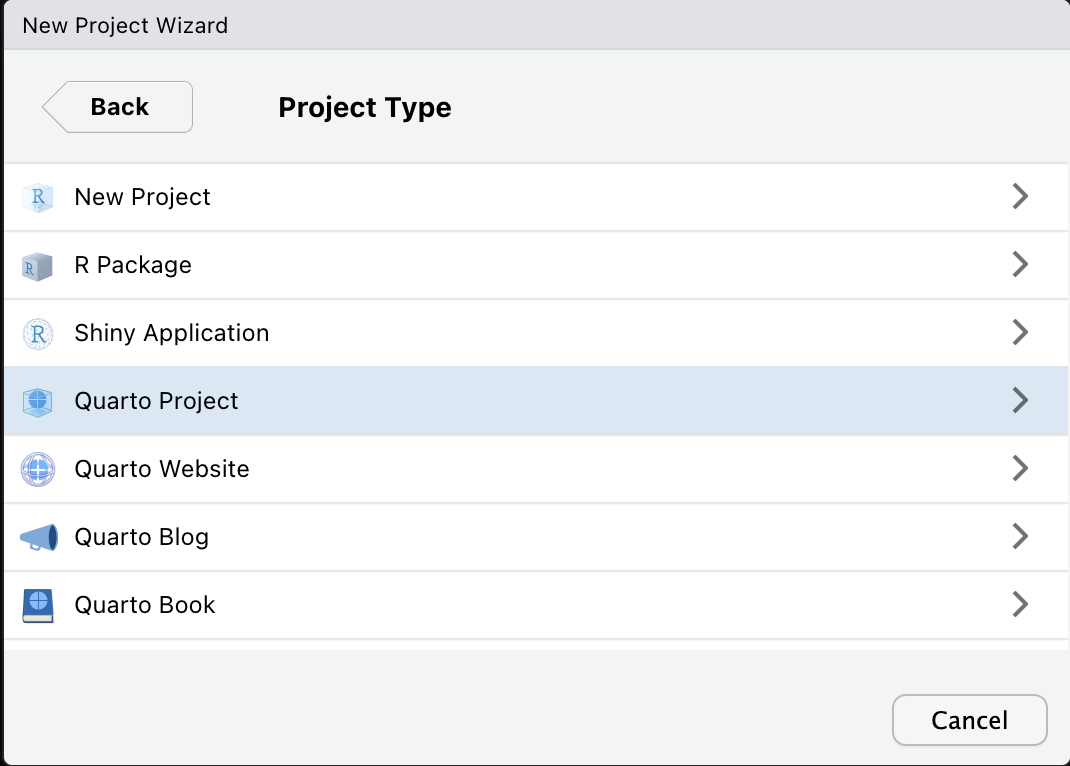 New Project Wizard
Back
Project Type
R New Project
R R Package
R Shiny Application
Quarto Project
Quarto Website
Quarto Blog
Quarto Book
Cancel